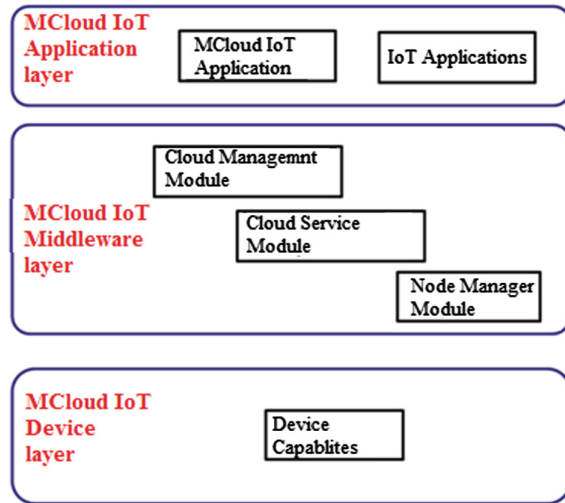 MCloud IoT
Application
layer
MCloud IoT
Application
IoT Applications
MCloud IoT
Middleware
layer
Cloud Managemnt
Module
Cloud Service
Module
Node Manager
Module
MCloud IoT
Device
layer
Device
Capablites